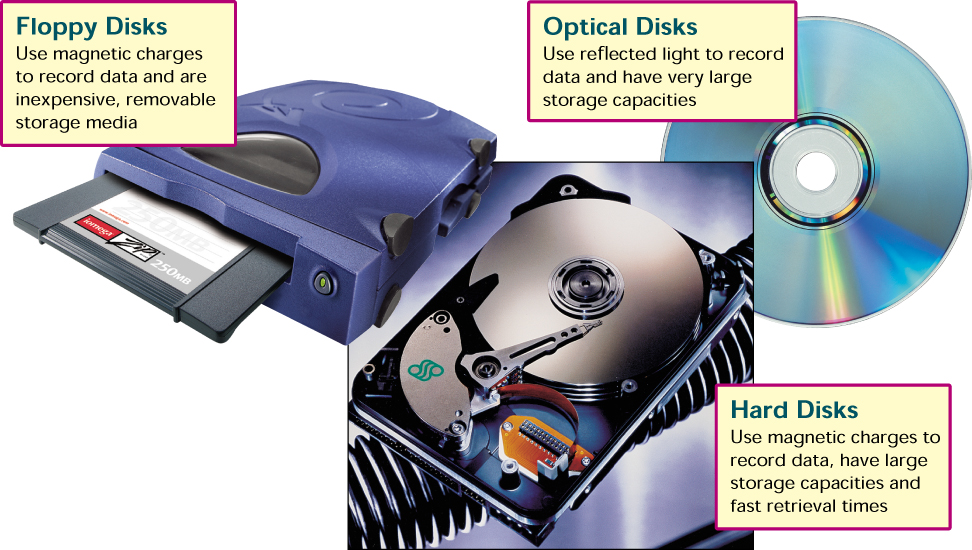 Floppy Disks
Use magnetic charges
to record data and are
inexpensive, removable
storage media
Optical Disks
Use reflected light to record
data and have very large
storage capacities
iomega
Zip
250MB
250MB
Hard Disks
Use magnetic charges to
record data, have large
storage capacities and
fast retrieval times